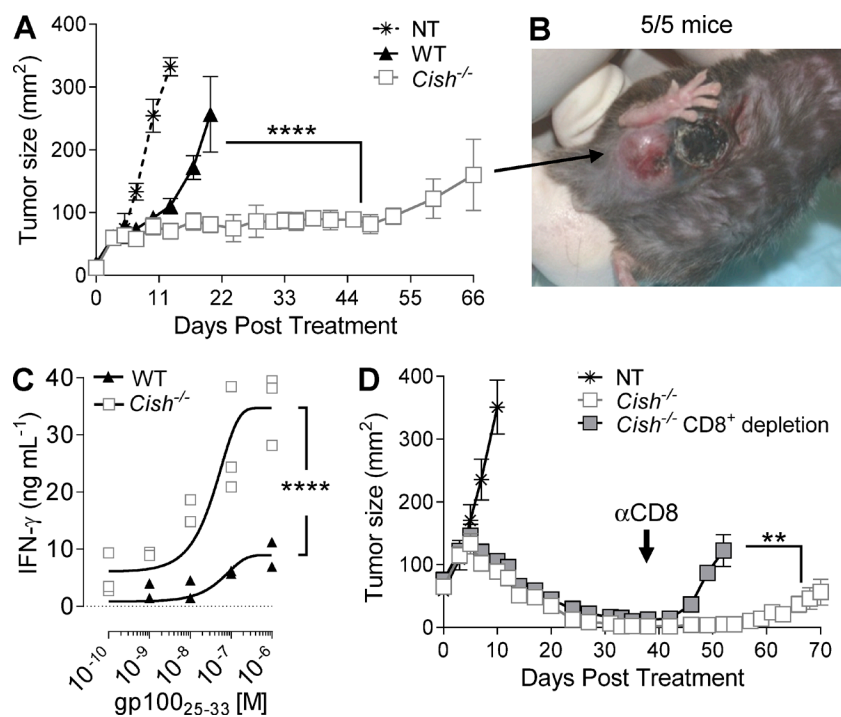 A
NT
WT
Cish-/-
400
300
200
100
0
Tumor size (mm2)
****
0 11 22 33 44 55 66
Days Post Treatment
B
5/5 mice
C
WT
Cish-/-
40
30
20
10
0
IFN-γ (ng mL-1)
****
10-10 10-9 10-8 10-7 10-6
gp10025-33 [M]
D
NT
Cish-/-
Cish-/- CD8+ depletion
400
300
200
100
0
Tumor size (mm2)
αCD8
**
0 10 20 30 40 50 60 70
Days Post Treatment